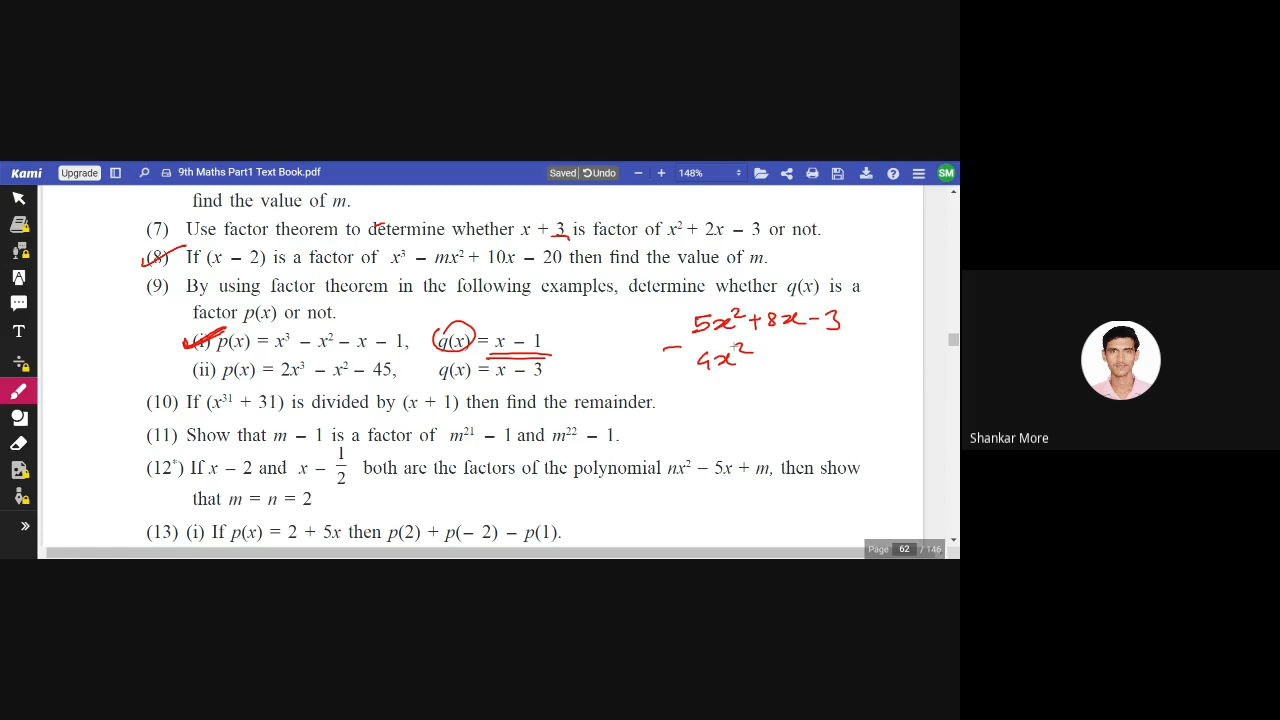 Kami Upgrade 9th Maths Part1 Text Book.pdf Saved Undo 148% SM
find the value of m.
(7) Use factor theorem to determine whether x + 3 is factor of x² + 2x − 3 or not.
(8) If (x − 2) is a factor of x³ − mx² + 10x − 20 then find the value of m.
(9) By using factor theorem in the following examples, determine whether q(x) is a
factor p(x) or not.
(i) p(x) = x³ − x² − x − 1, q(x) = x − 1
(ii) p(x) = 2x³ − x² − 45, q(x) = x − 3
5x² + 8x − 3
− 4x²
(10) If (x³¹ + 31) is divided by (x + 1) then find the remainder.
(11) Show that m − 1 is a factor of m²¹ − 1 and m²² − 1.
(12*) If x − 2 and x − 1/2 both are the factors of the polynomial nx² − 5x + m, then show
that m = n = 2
(13) (i) If p(x) = 2 + 5x then p(2) + p(− 2) − p(1).
Page 62 / 146
Shankar More